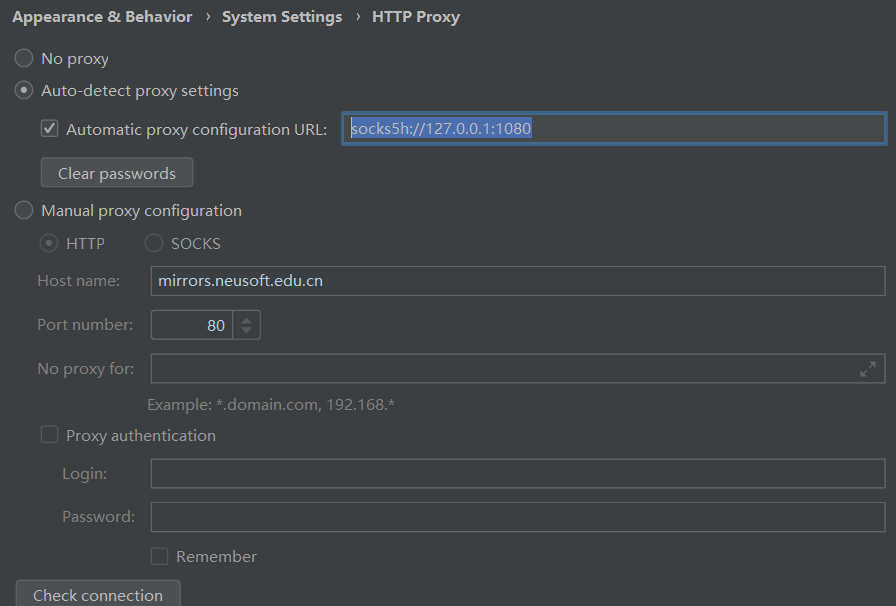 Appearance & Behavior › System Settings › HTTP Proxy
No proxy
Auto-detect proxy settings
Automatic proxy configuration URL: socks5h://127.0.0.1:1080
Clear passwords
Manual proxy configuration
HTTP SOCKS
Host name: mirrors.neusoft.edu.cn
Port number: 80
No proxy for:
Example: *.domain.com, 192.168.*
Proxy authentication
Login:
Password:
Remember
Check connection